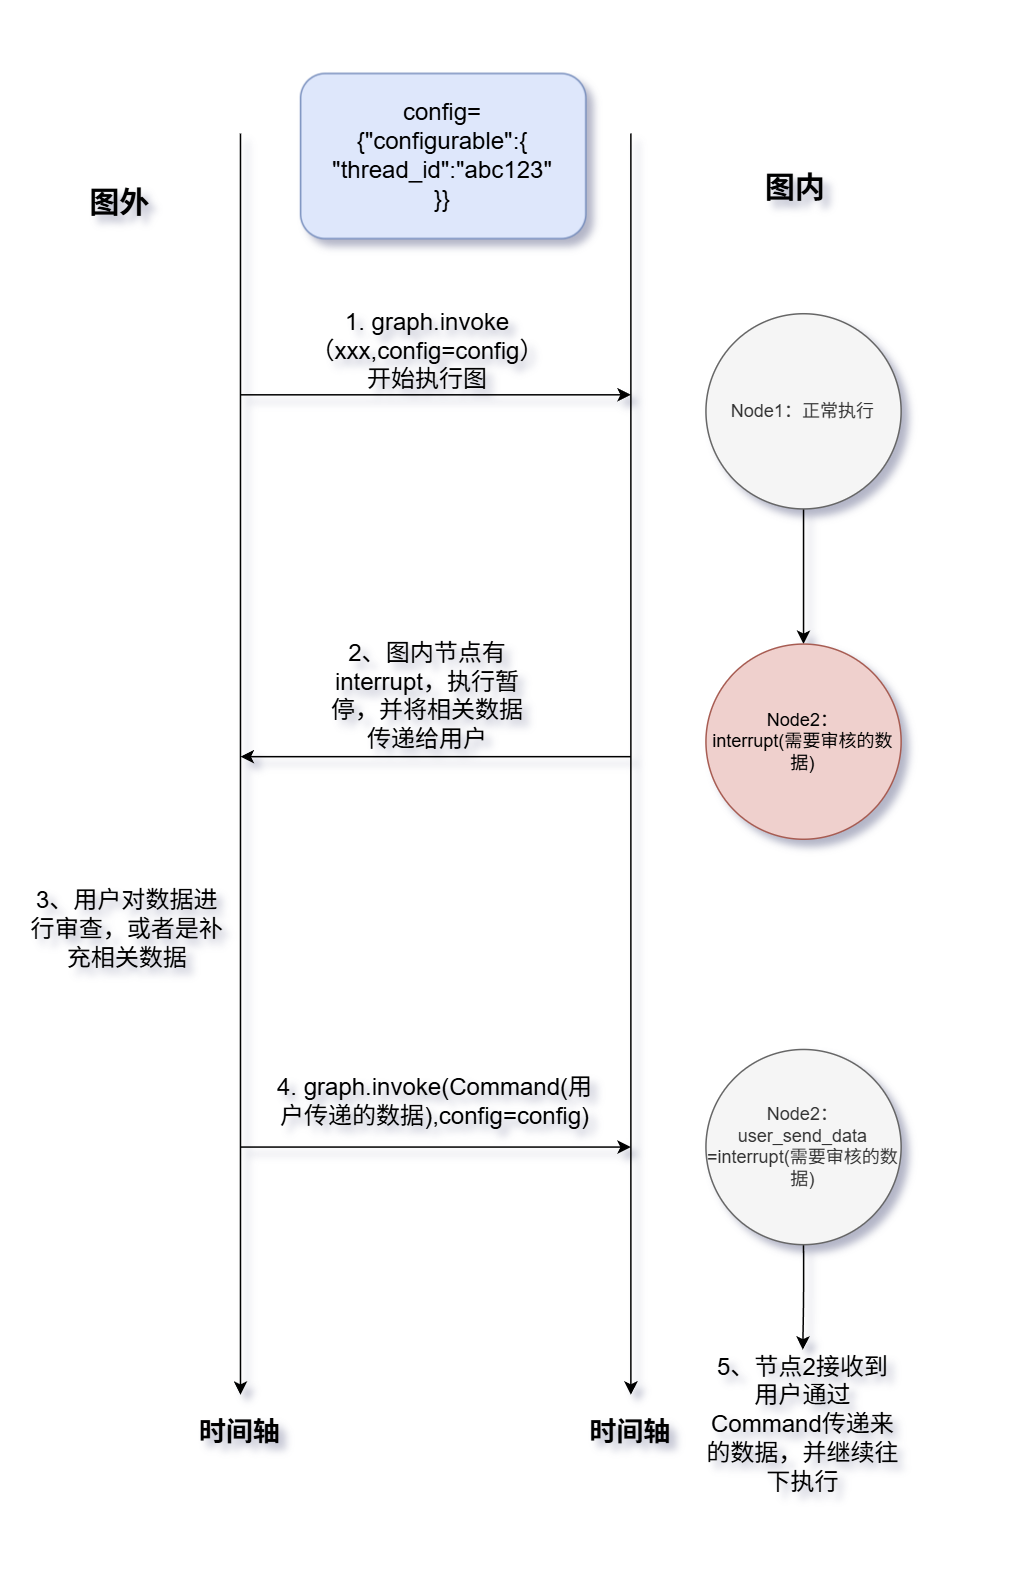 config=
{"configurable":{
"thread_id":"abc123"
}}
图外
图内
1. graph.invoke
（xxx,config=config）
开始执行图
Node1：正常执行
2、图内节点有
interrupt，执行暂
停，并将相关数据
传递给用户
Node2：
interrupt(需要审核的数
据)
3、用户对数据进
行审查，或者是补
充相关数据
4. graph.invoke(Command(用
户传递的数据),config=config)
Node2：
user_send_data
=interrupt(需要审核的数
据)
5、节点2接收到
用户通过
Command传递来
的数据，并继续往
下执行
时间轴
时间轴